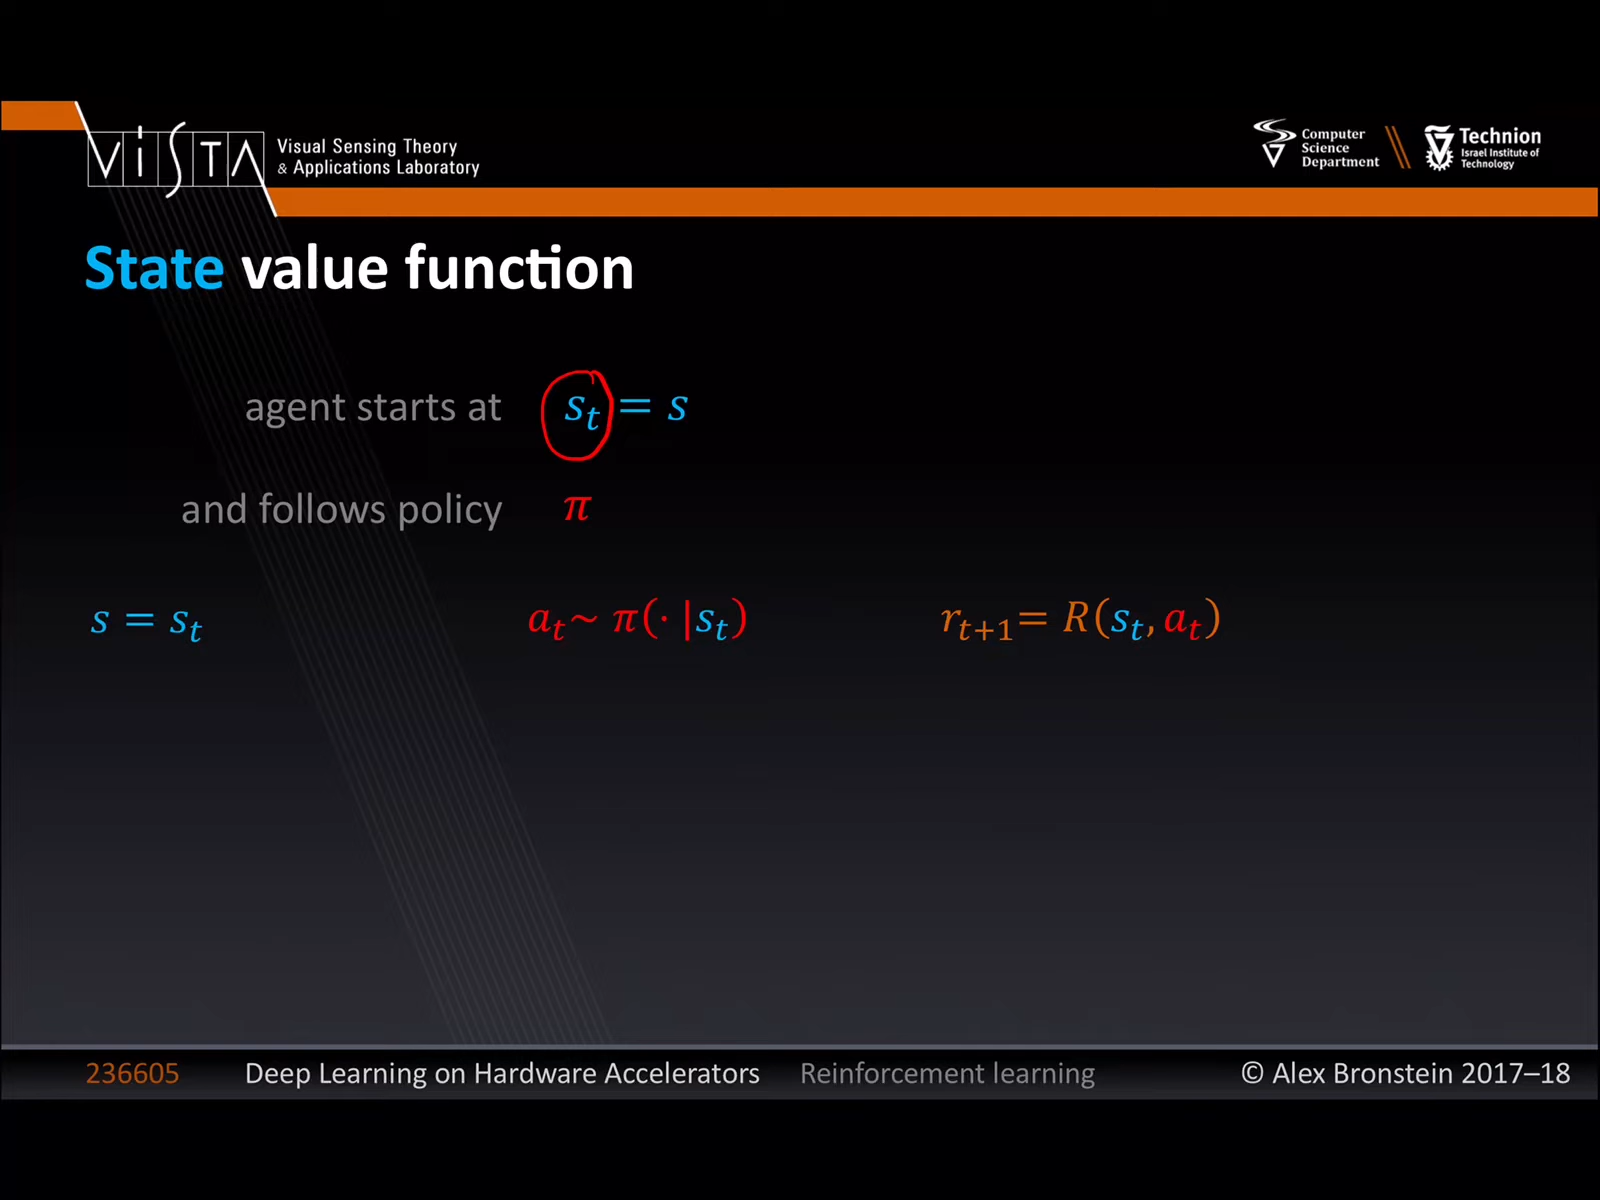 ViSTA
Visual Sensing Theory
& Applications Laboratory
Computer
Science
Department
Technion
Israel Institute of
Technology
State value function
agent starts at s_t = s
and follows policy π
s = s_t
a_t ~ π(· |s_t)
r_{t+1} = R(s_t, a_t)
236605 Deep Learning on Hardware Accelerators Reinforcement learning © Alex Bronstein 2017–18